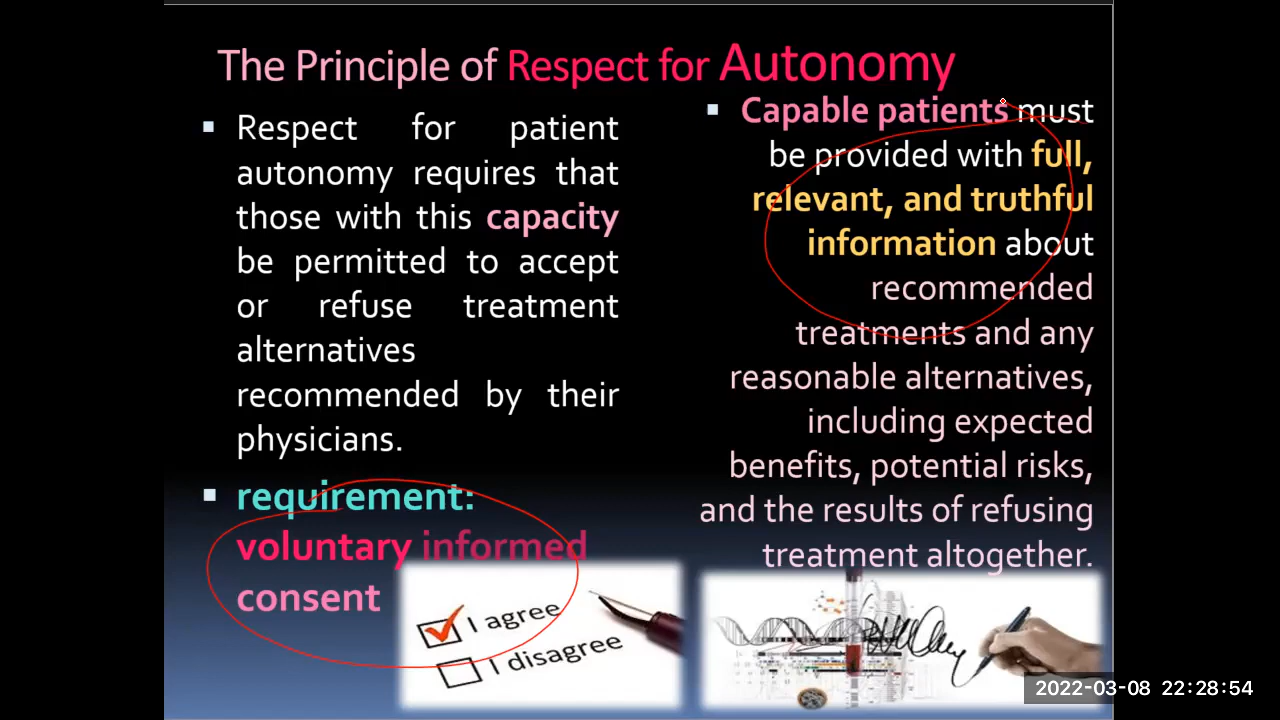 The Principle of Respect for Autonomy
Respect for patient
autonomy requires that
those with this capacity
be permitted to accept
or refuse treatment
alternatives
recommended by their
physicians.
requirement:
voluntary informed
consent
I agree
I disagree
Capable patients must
be provided with full,
relevant, and truthful
information about
recommended
treatments and any
reasonable alternatives,
including expected
benefits, potential risks,
and the results of refusing
treatment altogether.
2022-03-08 22:28:54